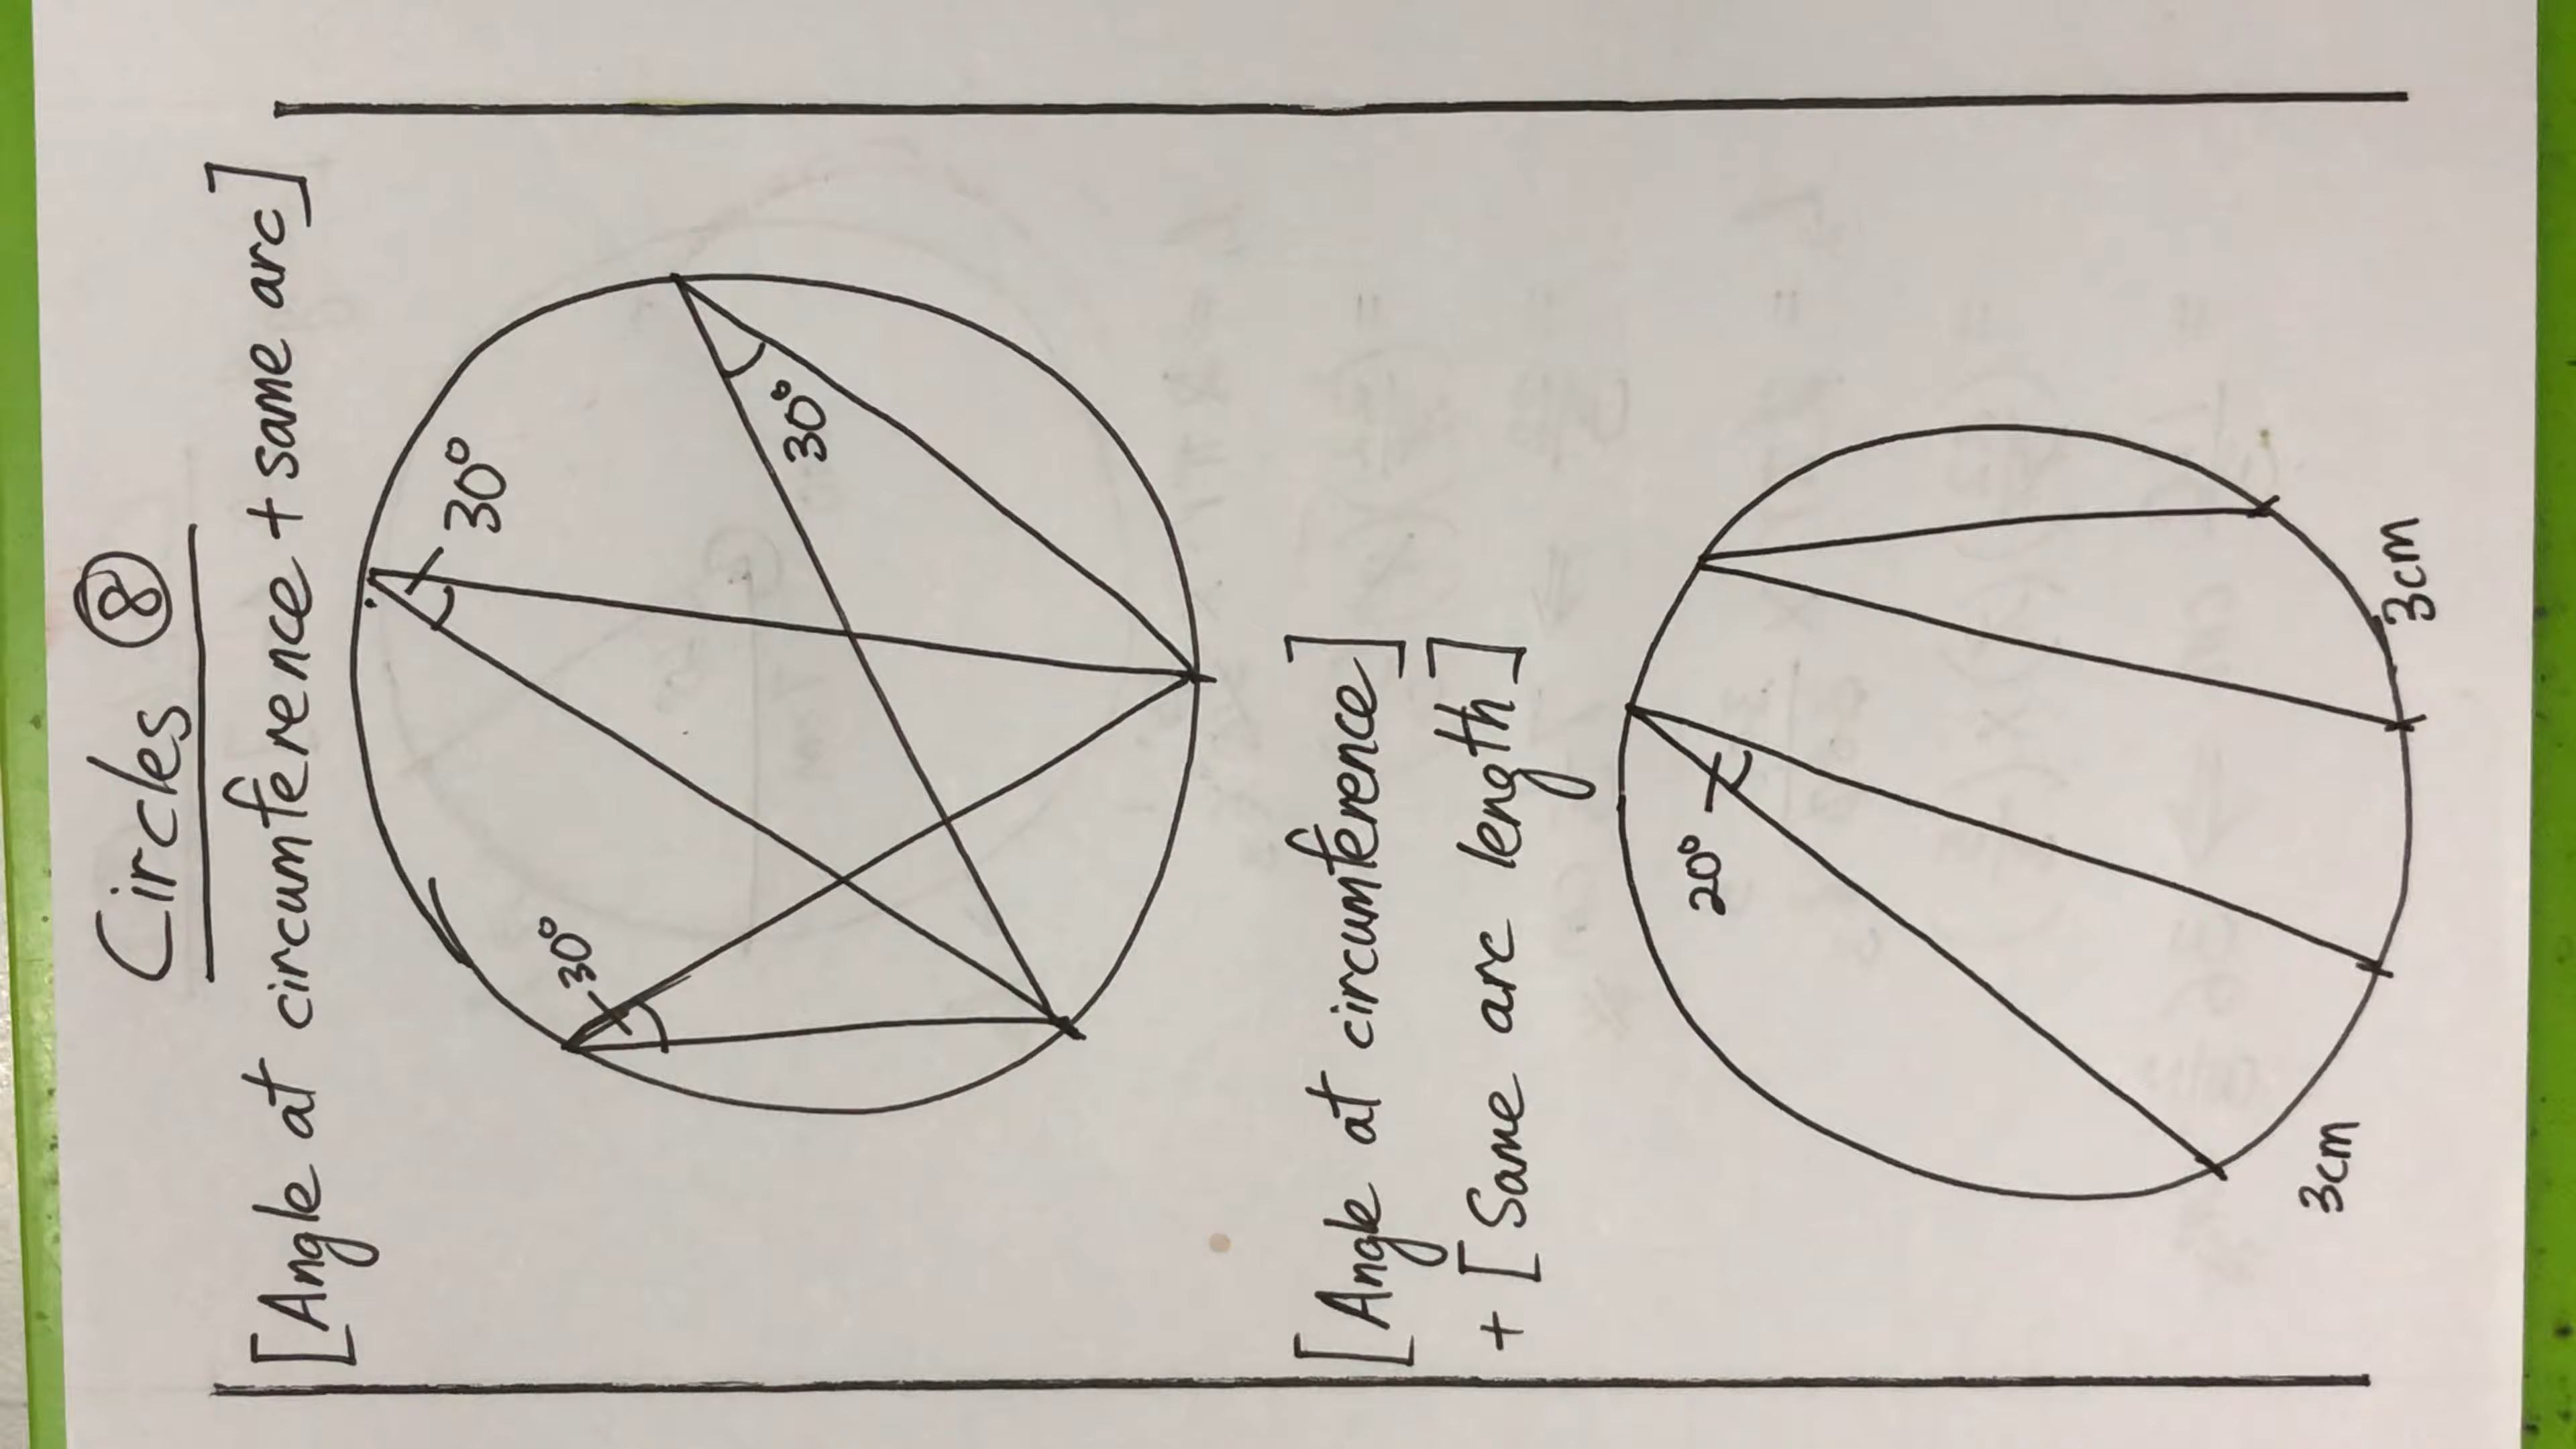 Circles ⑧
[Angle at circumference + same arc]
30°
30°
30°
[Angle at circumference]
+ [Same arc length]
20°
3cm
3cm